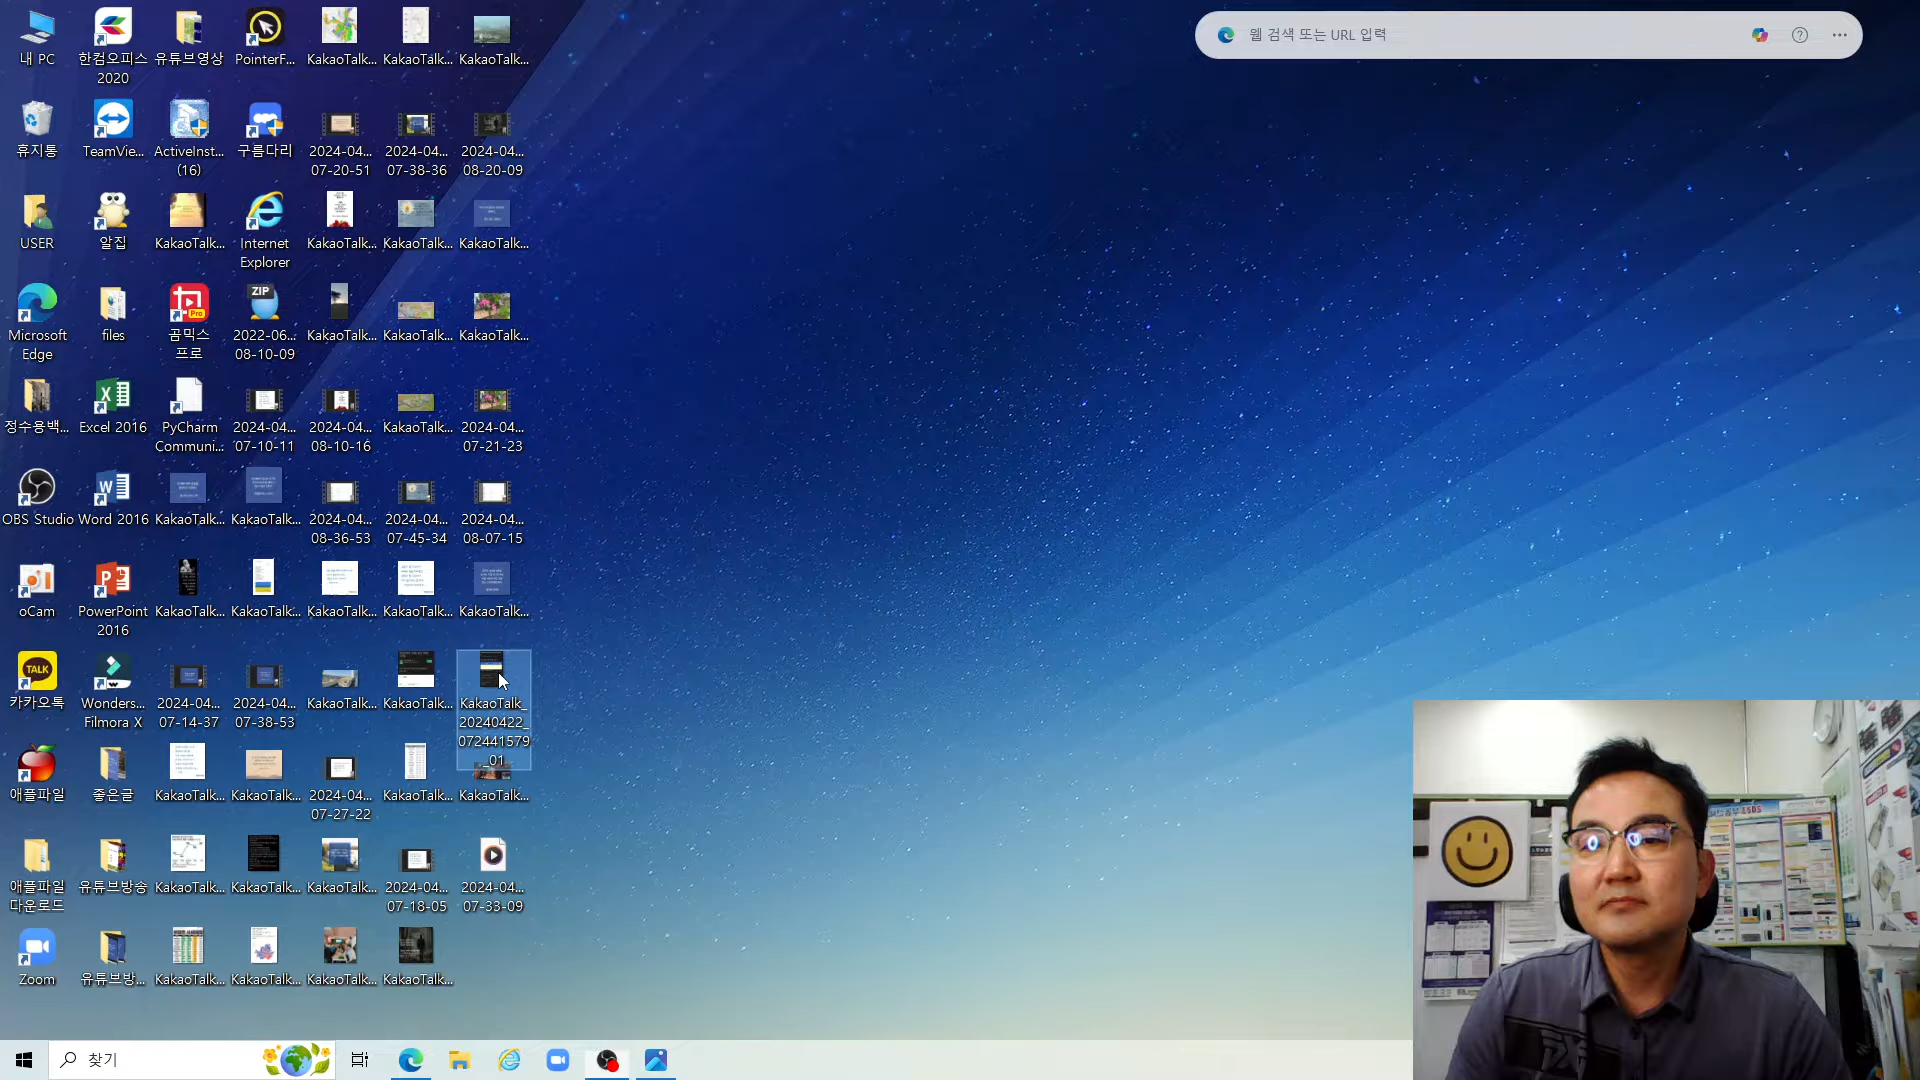 내 PC
한컴오피스
2020
유튜브영상
PointerF...
KakaoTalk...
KakaoTalk...
KakaoTalk...
휴지통
TeamVie...
ActiveInst...
(16)
구름다리
2024-04...
07-20-51
2024-04...
07-38-36
2024-04...
08-20-09
USER
알집
KakaoTalk...
Internet
Explorer
KakaoTalk...
KakaoTalk...
KakaoTalk...
Microsoft
Edge
files
Pro
곰믹스
프로
ZIP
2022-06...
08-10-09
KakaoTalk...
KakaoTalk...
KakaoTalk...
정수용백...
Excel 2016
PyCharm
Communi...
2024-04...
07-10-11
2024-04...
08-10-16
KakaoTalk...
2024-04...
07-21-23
OBS Studio
Word 2016
KakaoTalk...
KakaoTalk...
2024-04...
08-36-53
2024-04...
07-45-34
2024-04...
08-07-15
oCam
PowerPoint
2016
KakaoTalk...
KakaoTalk...
KakaoTalk...
KakaoTalk...
KakaoTalk...
TALK
카카오톡
Wonders...
Filmora X
2024-04...
07-14-37
2024-04...
07-38-53
KakaoTalk...
KakaoTalk...
KakaoTalk_
20240422_
072441579
_01
애플파일
좋은글
KakaoTalk...
KakaoTalk...
2024-04...
07-27-22
KakaoTalk...
KakaoTalk...
애플파일
다운로드
유튜브방송
KakaoTalk...
KakaoTalk...
KakaoTalk...
2024-04...
07-18-05
2024-04...
07-33-09
Zoom
유튜브방...
KakaoTalk...
KakaoTalk...
KakaoTalk...
KakaoTalk...
웹 검색 또는 URL 입력
찾기